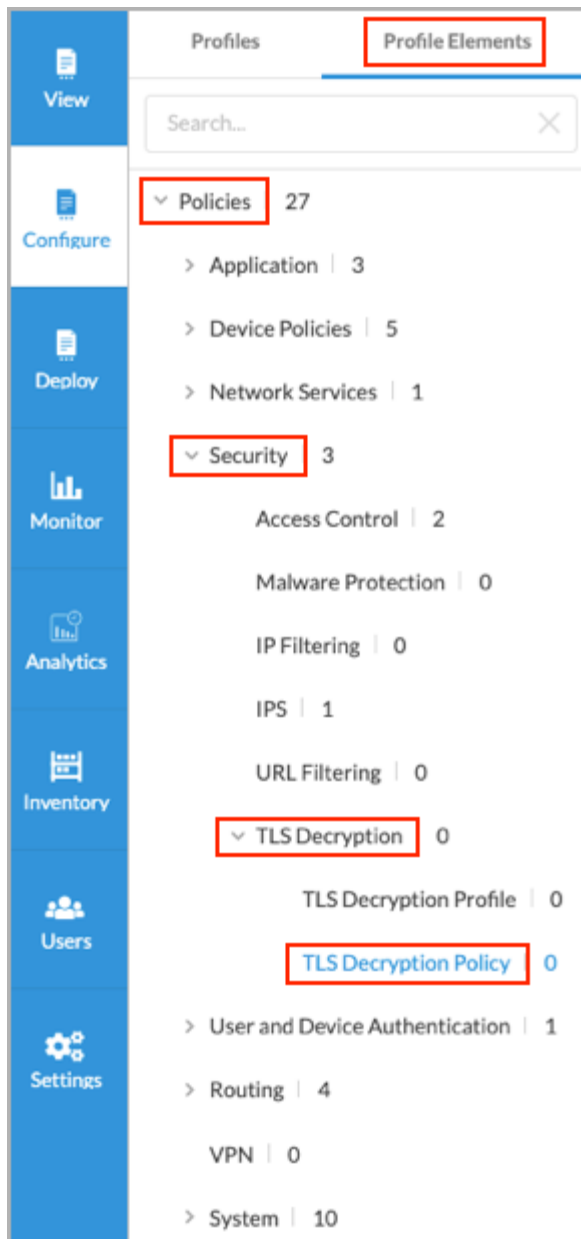 View
Configure
Deploy
Monitor
Analytics
Inventory
Users
Settings
Profiles Profile Elements
Search...
Policies 27
Application 3
Device Policies 5
Network Services 1
Security 3
Access Control 2
Malware Protection 0
IP Filtering 0
IPS 1
URL Filtering 0
TLS Decryption 0
TLS Decryption Profile 0
TLS Decryption Policy 0
User and Device Authentication 1
Routing 4
VPN 0
System 10